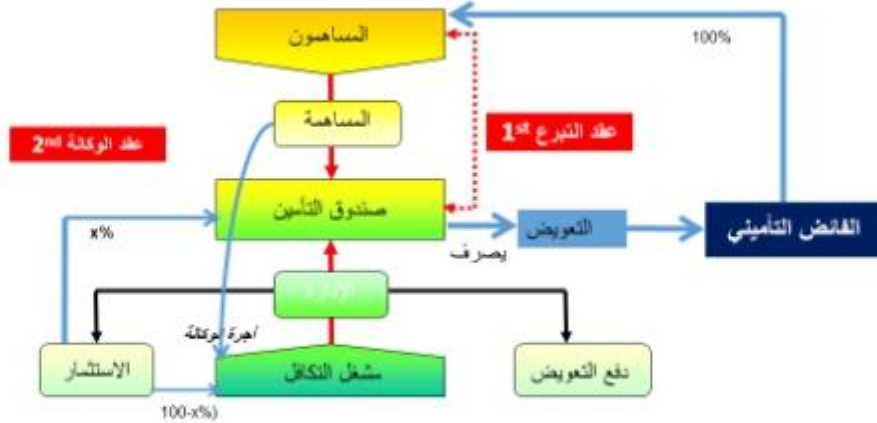 المساهمون
100%
المساهمة
عقد التبرع 1st
عقد الوكالة 2nd
صندوق التأمين
x%
يصرف
التعويض
الفائض التأميني
أجرة الوكالة
الاستثمار
مشغل التكافل
دفع التعويض
100-x%)